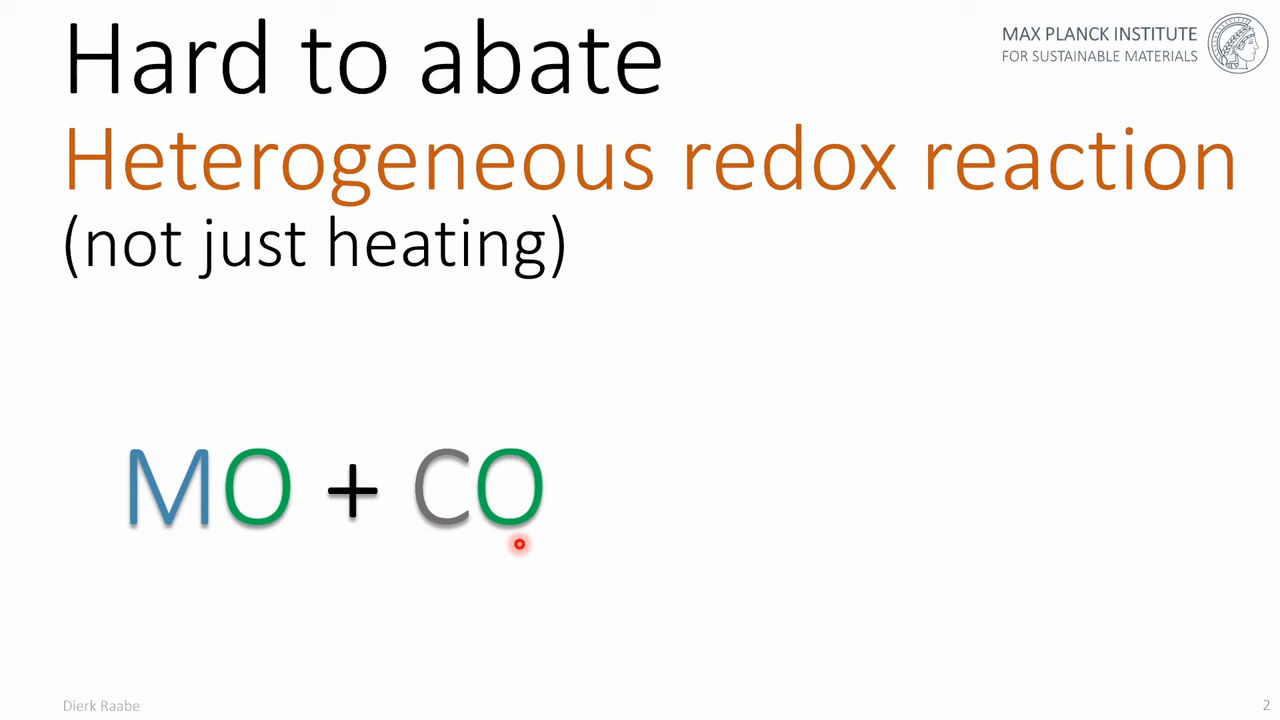 Hard to abate
MAX PLANCK INSTITUTE
FOR SUSTAINABLE MATERIALS
Heterogeneous redox reaction
(not just heating)
MO + CO
Dierk Raabe
2